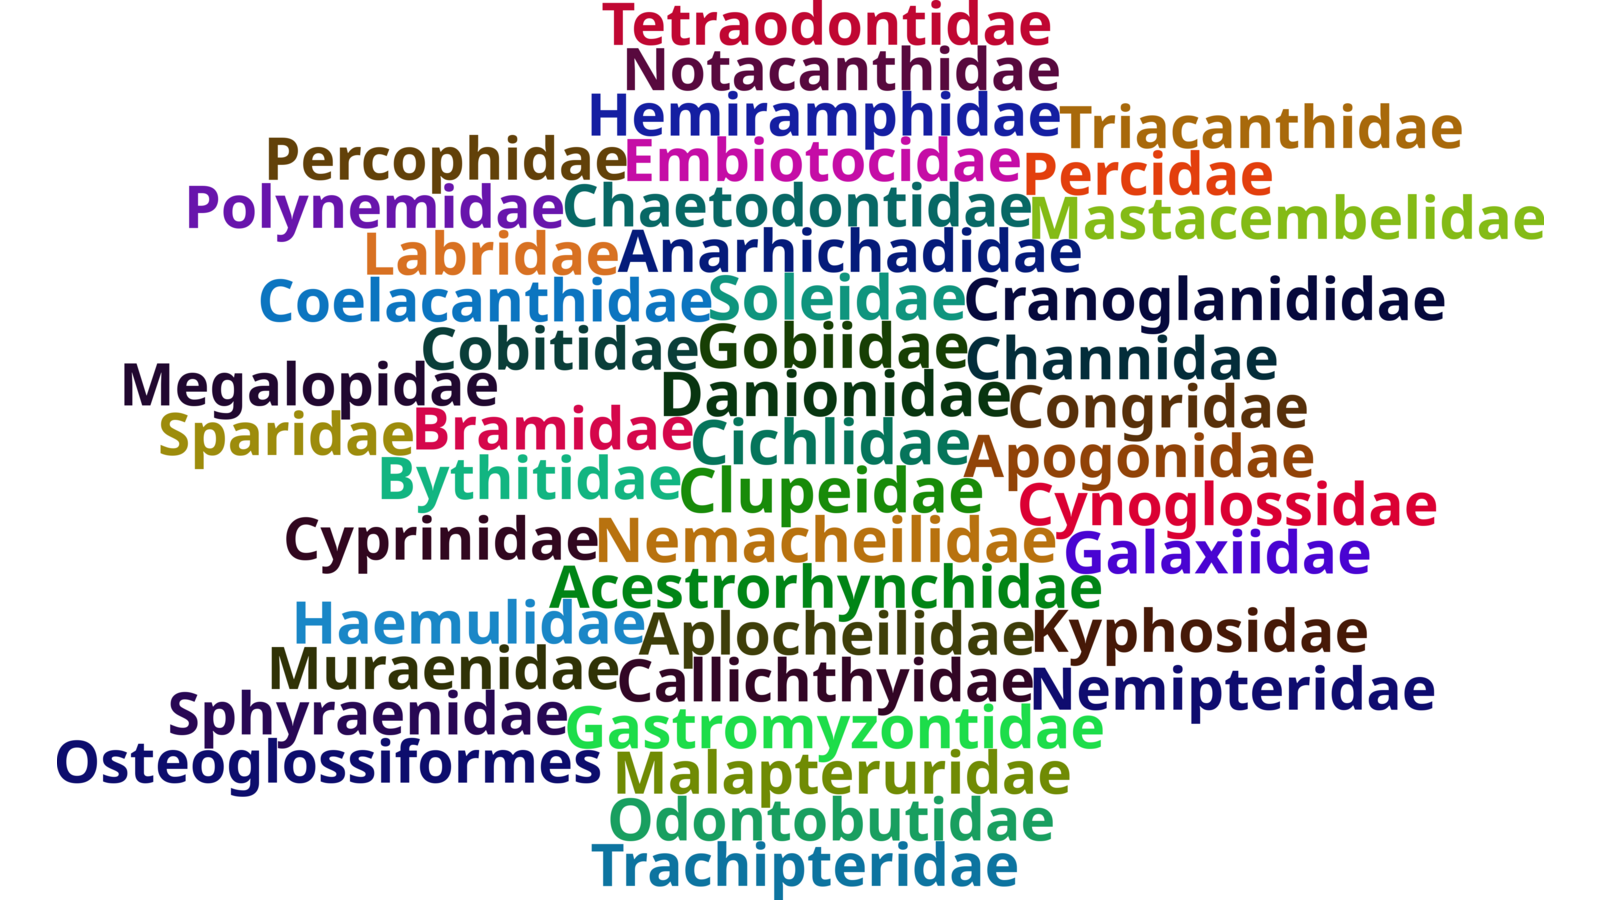 Tetraodontidae
Notacanthidae
Hemiramphidae Triacanthidae
Percophidae Embiotocidae Percidae
Polynemidae Chaetodontidae Mastacembelidae
Labridae Anarhichadidae
Coelacanthidae Soleidae Cranoglanididae
Cobitidae Gobiidae Channidae
Megalopidae Danionidae Congridae
Sparidae Bramidae Cichlidae Apogonidae
Bythitidae Clupeidae Cynoglossidae
Cyprinidae Nemacheilidae Galaxiidae
Acestrorhynchidae
Haemulidae Aplocheilidae Kyphosidae
Muraenidae Callichthyidae Nemipteridae
Sphyraenidae Gastromyzontidae
Osteoglossiformes Malapteruridae
Odontobutidae
Trachipteridae